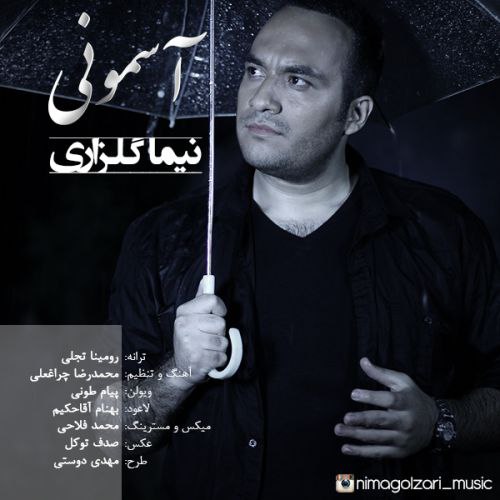 آسمونی
نیما گلزاری
ترانه: رومینا تجلی
آهنگ و تنظیم: محمدرضا چراغعلی
ویولن: پیام طونی
لاعود: بهنام آقاحکیم
میکس و مسترینگ: محمد فلاحی
عکس: صدف توکل
طرح: مهدی دوستی
nimagolzari_music